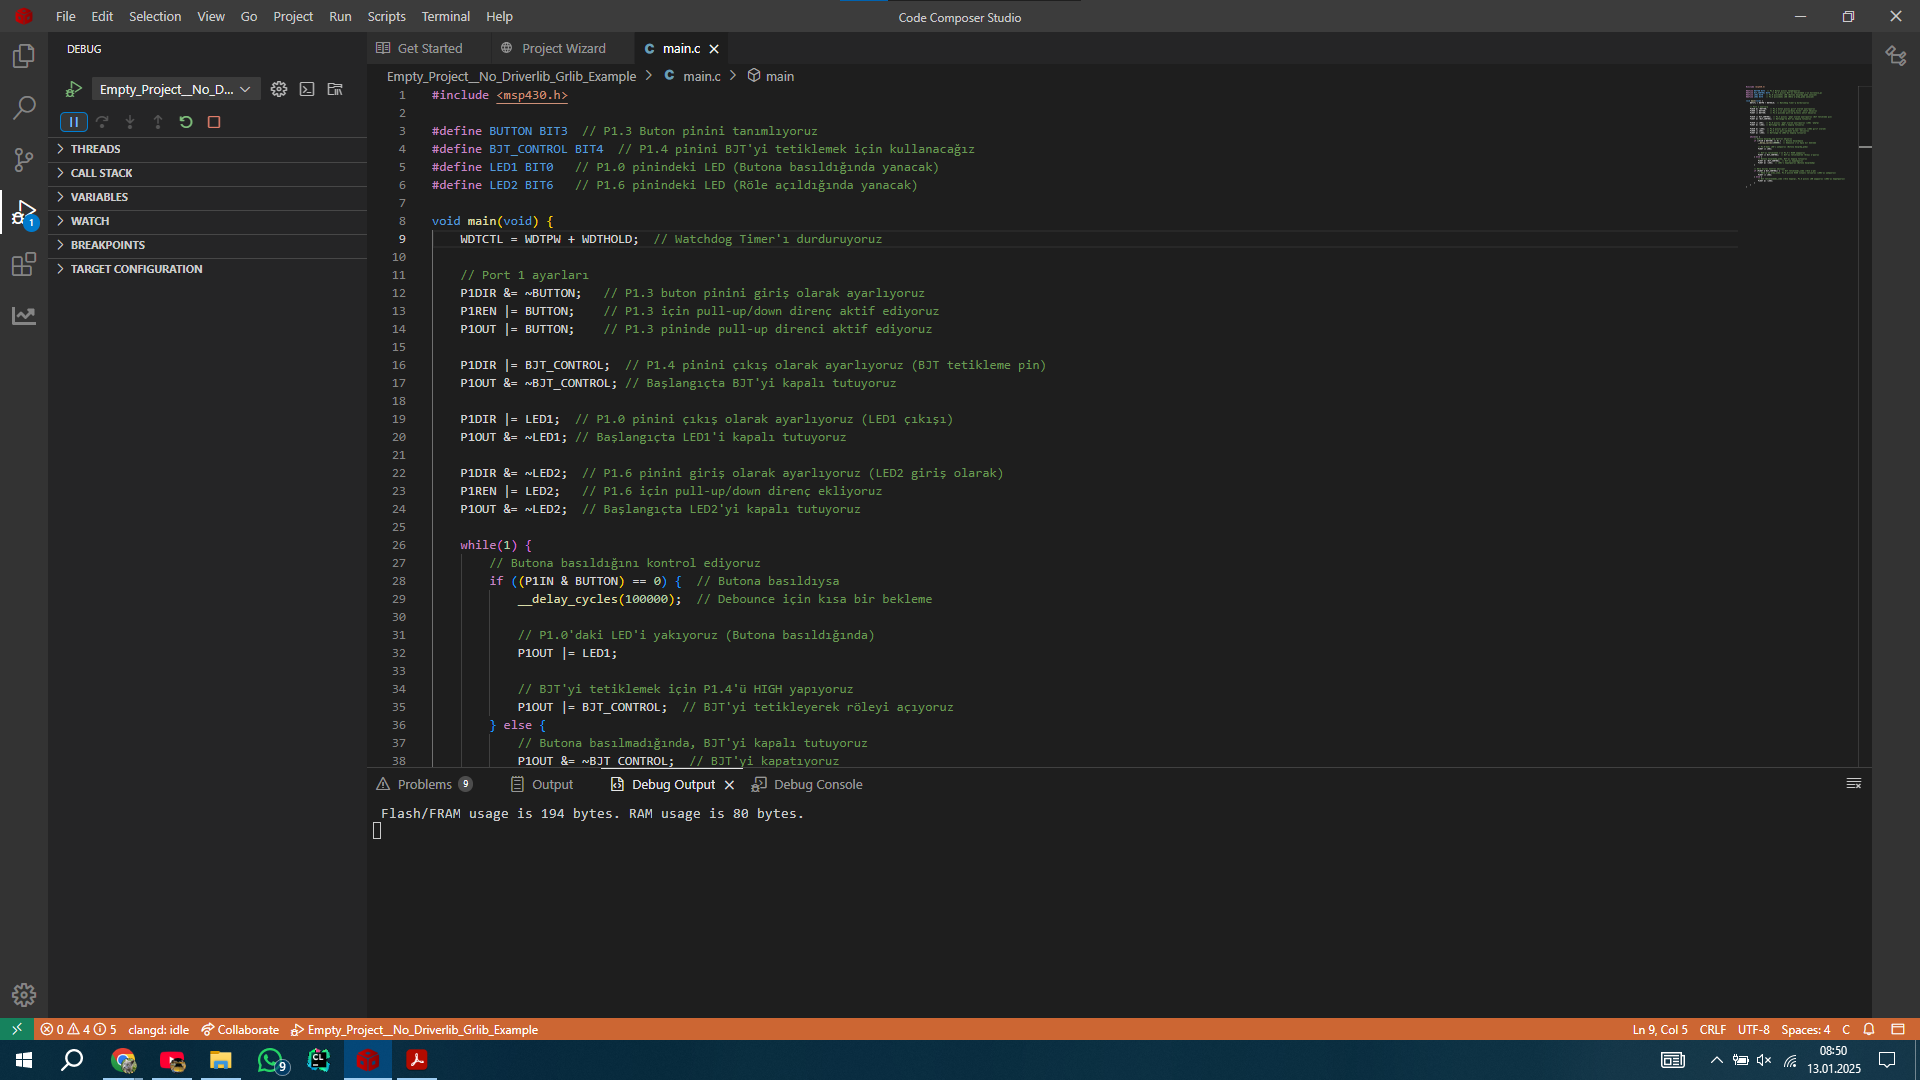 File Edit Selection View Go Project Run Scripts Terminal Help
Code Composer Studio
DEBUG
Get Started
Project Wizard
C main.c
Empty_Project__No_D...
Empty_Project__No_Driverlib_Grlib_Example > C main.c > main
THREADS
CALL STACK
VARIABLES
WATCH
BREAKPOINTS
TARGET CONFIGURATION
1
1 #include <msp430.h>
2
3 #define BUTTON BIT3  // P1.3 Buton pinini tanımlıyoruz
4 #define BJT_CONTROL BIT4  // P1.4 pinini BJT'yi tetiklemek için kullanacağız
5 #define LED1 BIT0   // P1.0 pinindeki LED (Butona basıldığında yanacak)
6 #define LED2 BIT6   // P1.6 pinindeki LED (Röle açıldığında yanacak)
7
8 void main(void) {
9     WDTCTL = WDTPW + WDTHOLD;  // Watchdog Timer'ı durduruyoruz
10
11     // Port 1 ayarları
12     P1DIR &= ~BUTTON;   // P1.3 buton pinini giriş olarak ayarlıyoruz
13     P1REN |= BUTTON;    // P1.3 için pull-up/down direnç aktif ediyoruz
14     P1OUT |= BUTTON;    // P1.3 pininde pull-up direnci aktif ediyoruz
15
16     P1DIR |= BJT_CONTROL;  // P1.4 pinini çıkış olarak ayarlıyoruz (BJT tetikleme pin)
17     P1OUT &= ~BJT_CONTROL; // Başlangıçta BJT'yi kapalı tutuyoruz
18
19     P1DIR |= LED1;  // P1.0 pinini çıkış olarak ayarlıyoruz (LED1 çıkışı)
20     P1OUT &= ~LED1; // Başlangıçta LED1'i kapalı tutuyoruz
21
22     P1DIR &= ~LED2;  // P1.6 pinini giriş olarak ayarlıyoruz (LED2 giriş olarak)
23     P1REN |= LED2;   // P1.6 için pull-up/down direnç ekliyoruz
24     P1OUT &= ~LED2;  // Başlangıçta LED2'yi kapalı tutuyoruz
25
26     while(1) {
27         // Butona basıldığını kontrol ediyoruz
28         if ((P1IN & BUTTON) == 0) {  // Butona basıldıysa
29             __delay_cycles(100000);  // Debounce için kısa bir bekleme
30
31             // P1.0'daki LED'i yakıyoruz (Butona basıldığında)
32             P1OUT |= LED1;
33
34             // BJT'yi tetiklemek için P1.4'ü HIGH yapıyoruz
35             P1OUT |= BJT_CONTROL;  // BJT'yi tetikleyerek röleyi açıyoruz
36         } else {
37             // Butona basılmadığında, BJT'yi kapalı tutuyoruz
38             P1OUT &= ~BJT_CONTROL;  // BJT'yi kapatıyoruz
Problems 9 Output Debug Output Debug Console
Flash/FRAM usage is 194 bytes. RAM usage is 80 bytes.
0 4 5 clangd: idle Collaborate Empty_Project__No_Driverlib_Grlib_Example
Ln 9, Col 5 CRLF UTF-8 Spaces: 4 C
9
CL
08:50
13.01.2025